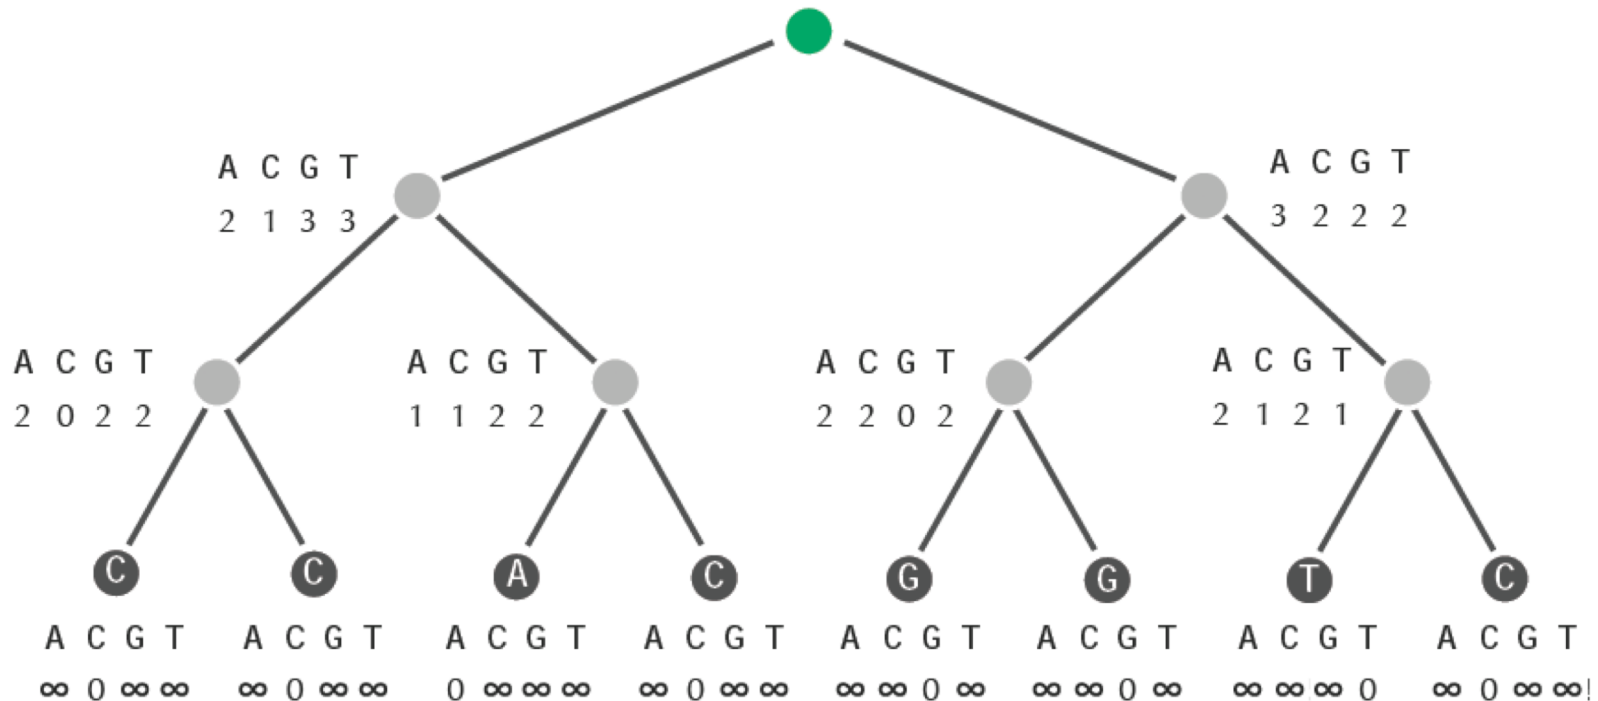 A C G T
2 1 3 3
A C G T
3 2 2 2
A C G T
2 0 2 2
A C G T
1 1 2 2
A C G T
2 2 0 2
A C G T
2 1 2 1
C C A C G G T C
A C G T A C G T A C G T A C G T A C G T A C G T A C G T A C G T
∞ 0 ∞ ∞ ∞ 0 ∞ ∞ 0 ∞ ∞ ∞ ∞ 0 ∞ ∞ ∞ ∞ 0 ∞ ∞ ∞ 0 ∞ ∞ ∞ ∞ 0 ∞ 0 ∞ ∞!